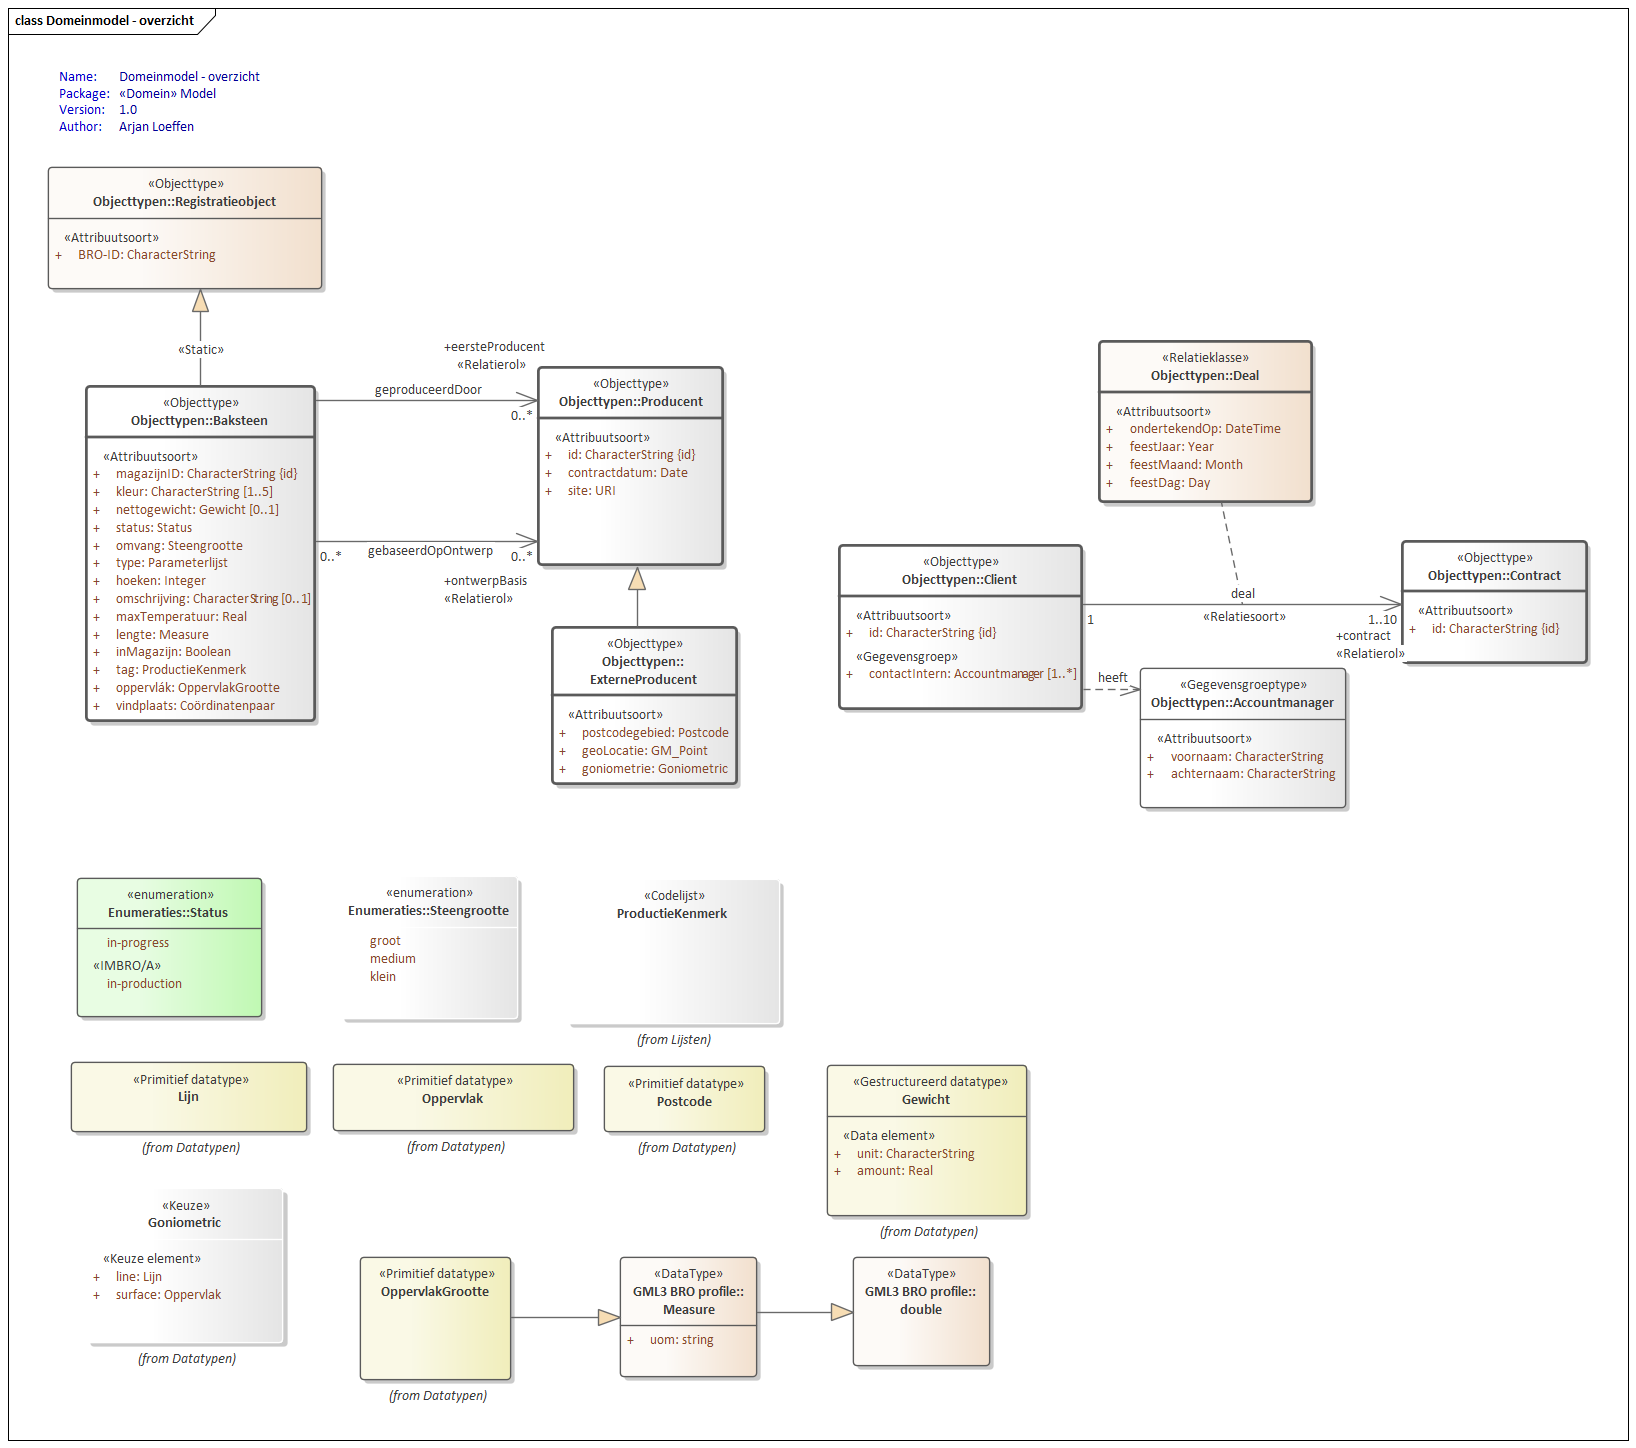 class Domeinmodel - overzicht
Name: Domeinmodel - overzicht
Package: «Domein» Model
Version: 1.0
Author: Arjan Loeffen
«Objecttype»
Objecttypen::Registratieobject
«Attribuutsoort»
+ BRO-ID: CharacterString
«Static»
«Objecttype»
Objecttypen::Baksteen
«Attribuutsoort»
+ magazijnID: CharacterString {id}
+ kleur: CharacterString [1..5]
+ nettogewicht: Gewicht [0..1]
+ status: Status
+ omvang: Steengrootte
+ type: Parameterlijst
+ hoeken: Integer
+ omschrijving: CharacterString [0..1]
+ maxTemperatuur: Real
+ lengte: Measure
+ inMagazijn: Boolean
+ tag: ProductieKenmerk
+ oppervlák: OppervlakGrootte
+ vindplaats: Coördinatenpaar
+eersteProducent
«Relatierol»
geproduceerdDoor
0..*
0..*
gebaseerdOpOntwerp
0..*
+ontwerpBasis
«Relatierol»
«Objecttype»
Objecttypen::Producent
«Attribuutsoort»
+ id: CharacterString {id}
+ contractdatum: Date
+ site: URI
«Objecttype»
Objecttypen::
ExterneProducent
«Attribuutsoort»
+ postcodegebied: Postcode
+ geoLocatie: GM_Point
+ goniometrie: Goniometric
«Relatieklasse»
Objecttypen::Deal
«Attribuutsoort»
+ ondertekendOp: DateTime
+ feestJaar: Year
+ feestMaand: Month
+ feestDag: Day
«Objecttype»
Objecttypen::Client
«Attribuutsoort»
+ id: CharacterString {id}
«Gegevensgroep»
+ contactIntern: Accountmanager [1..*]
deal
1
«Relatiesoort»
1..10
+contract
«Relatierol»
«Objecttype»
Objecttypen::Contract
«Attribuutsoort»
+ id: CharacterString {id}
heeft
«Gegevensgroeptype»
Objecttypen::Accountmanager
«Attribuutsoort»
+ voornaam: CharacterString
+ achternaam: CharacterString
«enumeration»
Enumeraties::Status
in-progress
«IMBRO/A»
in-production
«enumeration»
Enumeraties::Steengrootte
groot
medium
klein
«Codelijst»
ProductieKenmerk
(from Lijsten)
«Primitief datatype»
Lijn
(from Datatypen)
«Primitief datatype»
Oppervlak
(from Datatypen)
«Primitief datatype»
Postcode
(from Datatypen)
«Gestructureerd datatype»
Gewicht
«Data element»
+ unit: CharacterString
+ amount: Real
(from Datatypen)
«Keuze»
Goniometric
«Keuze element»
+ line: Lijn
+ surface: Oppervlak
(from Datatypen)
«Primitief datatype»
OppervlakGrootte
(from Datatypen)
«DataType»
GML3 BRO profile::
Measure
+ uom: string
«DataType»
GML3 BRO profile::
double